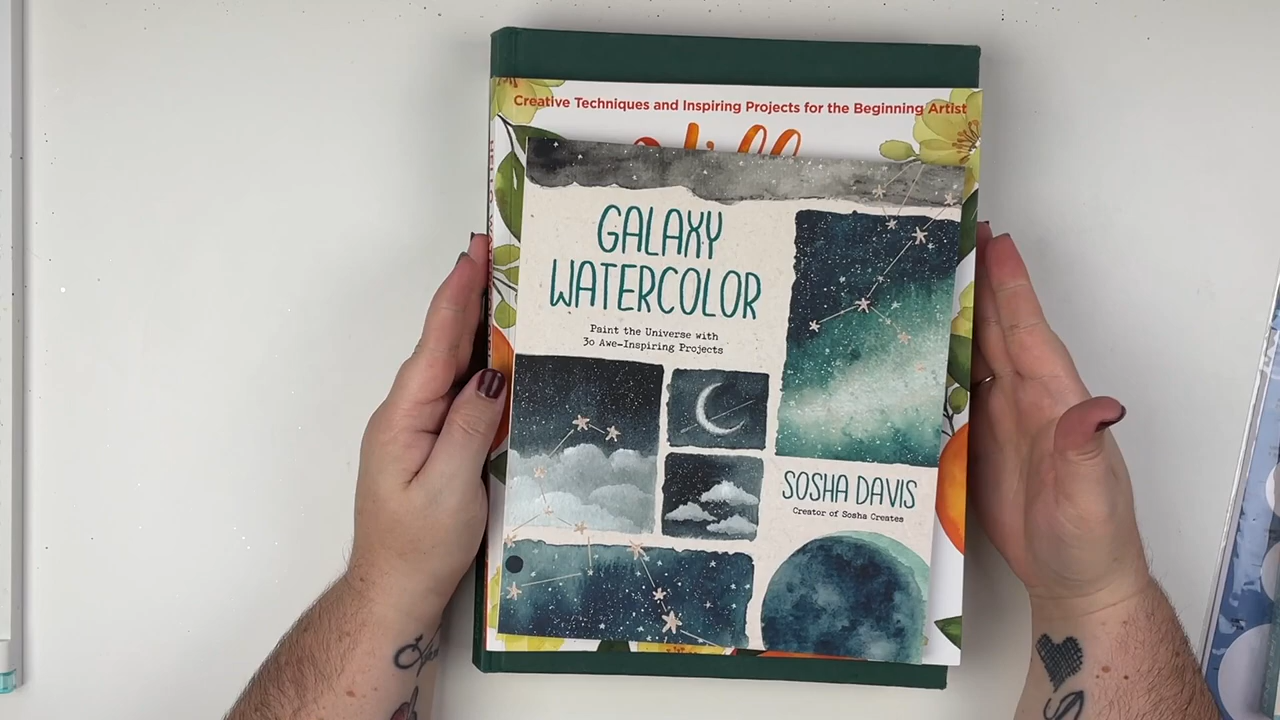 Creative Techniques and Inspiring Projects for the Beginning Artist
GALAXY
WATERCOLOR
Paint the Universe with
30 Awe-Inspiring Projects
SOSHA DAVIS
Creator of Sosha Creates